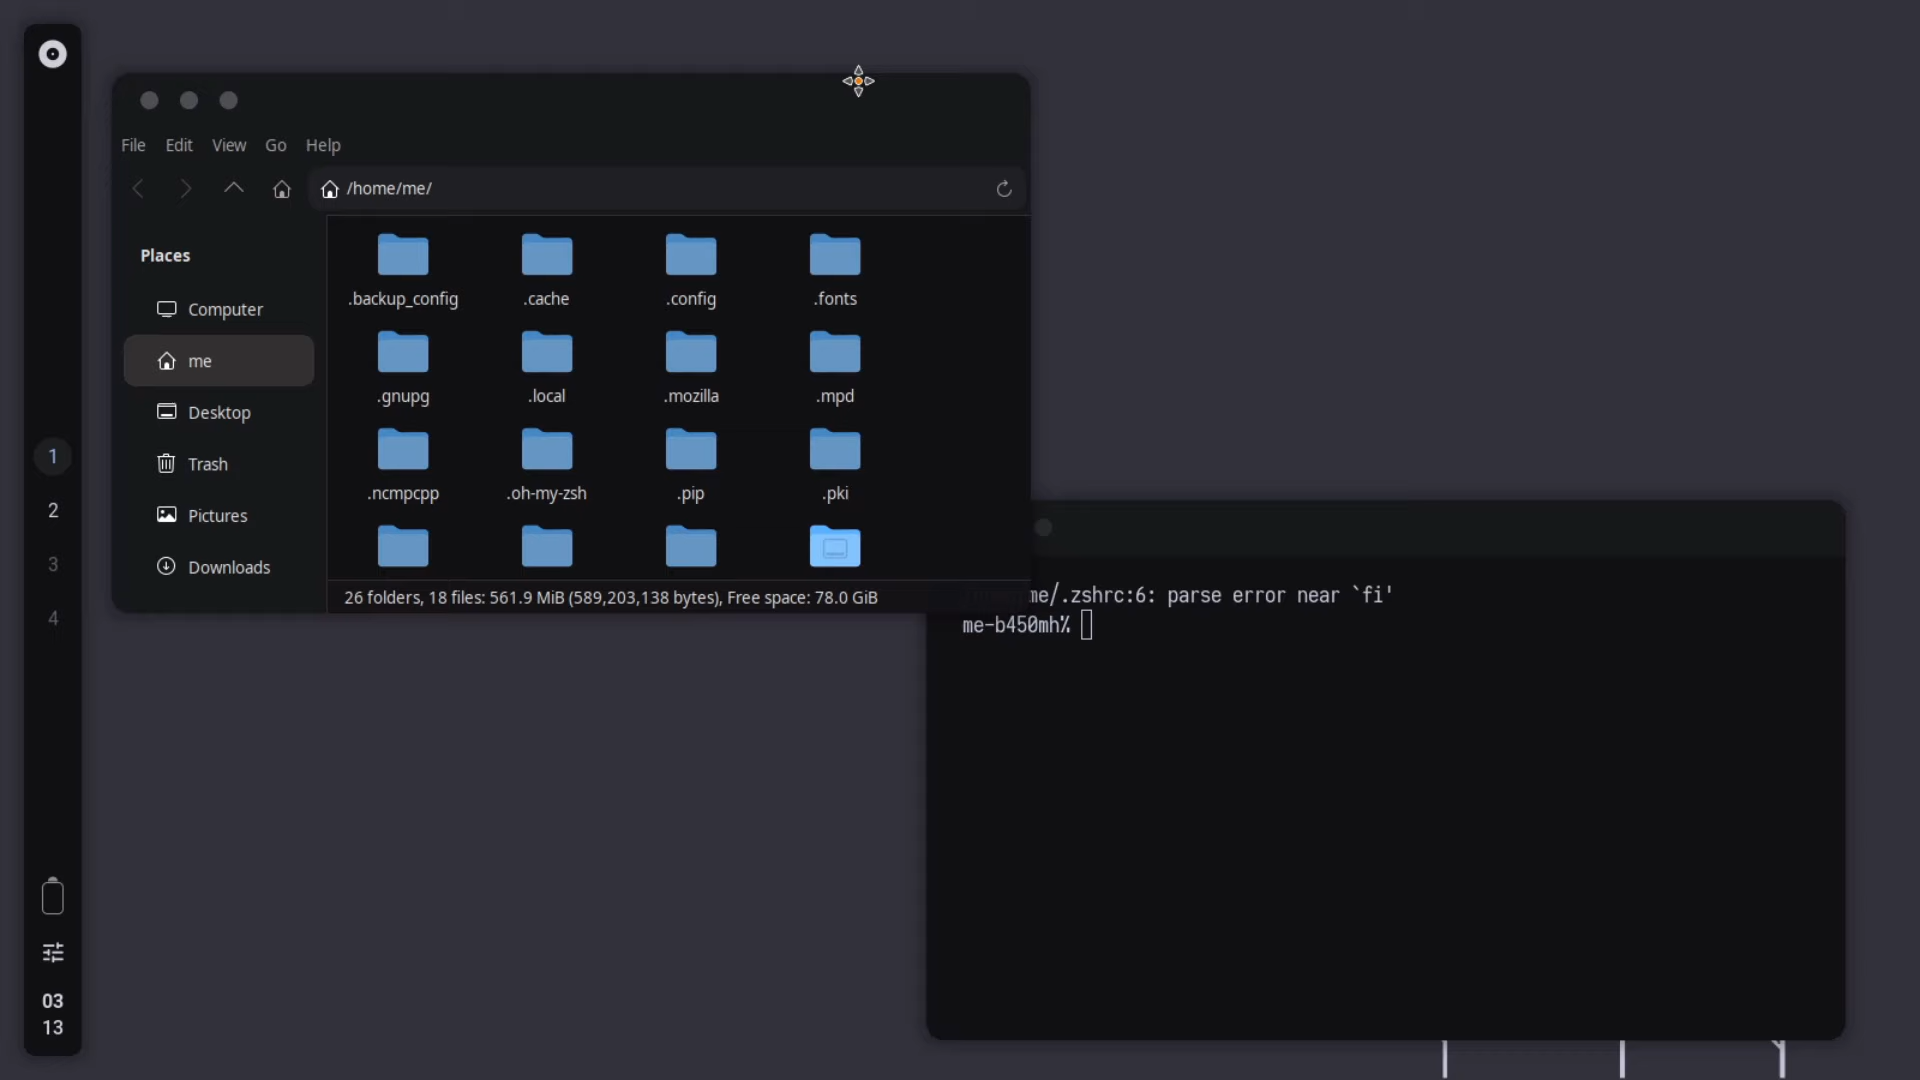 File Edit View Go Help
/home/me/
Places
Computer
me
Desktop
Trash
Pictures
Downloads
.backup_config .cache .config .fonts
.gnupg .local .mozilla .mpd
.ncmpcpp .oh-my-zsh .pip .pki
26 folders, 18 files: 561.9 MiB (589,203,138 bytes), Free space: 78.0 GiB
me/.zshrc:6: parse error near `fi'
me-b450mh%
1
2
3
4
03
13